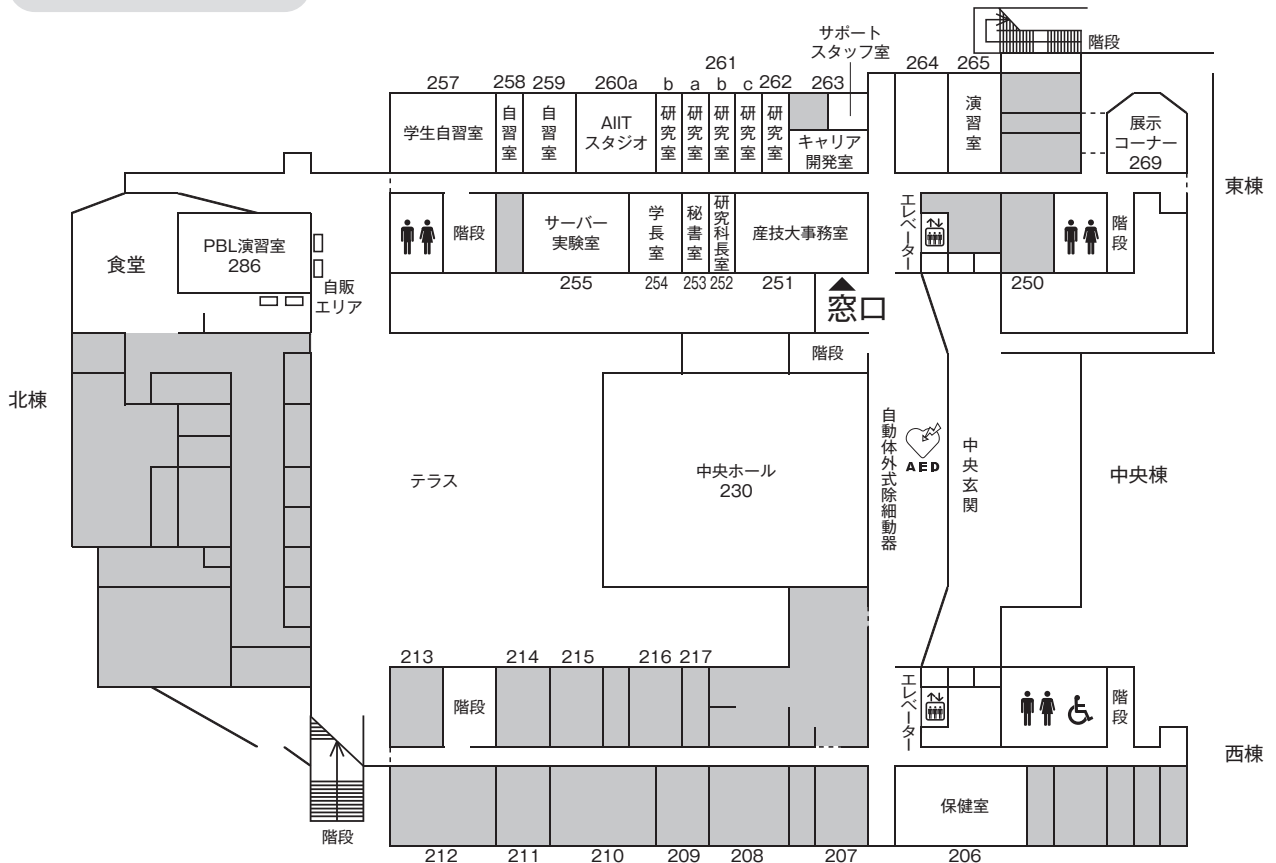 サポート
スタッフ室
階段
261
257
258
259
260a
b
a
b
c
262
263
264
265
学生自習室
自習室
自習室
AIIT
スタジオ
研究室
研究室
研究室
研究室
研究室
キャリア
開発室
演習室
展示
コーナー
269
東棟
階段
サーバー
実験室
学長室
秘書室
研究科長室
産技大事務室
エレベーター
階段
食堂
PBL演習室
286
自販
エリア
255
254
253
252
251
窓口
250
階段
北棟
テラス
中央ホール
230
自動体外式除細動器
AED
中央玄関
中央棟
213
214
215
216
217
階段
エレベーター
階段
西棟
保健室
階段
212
211
210
209
208
207
206